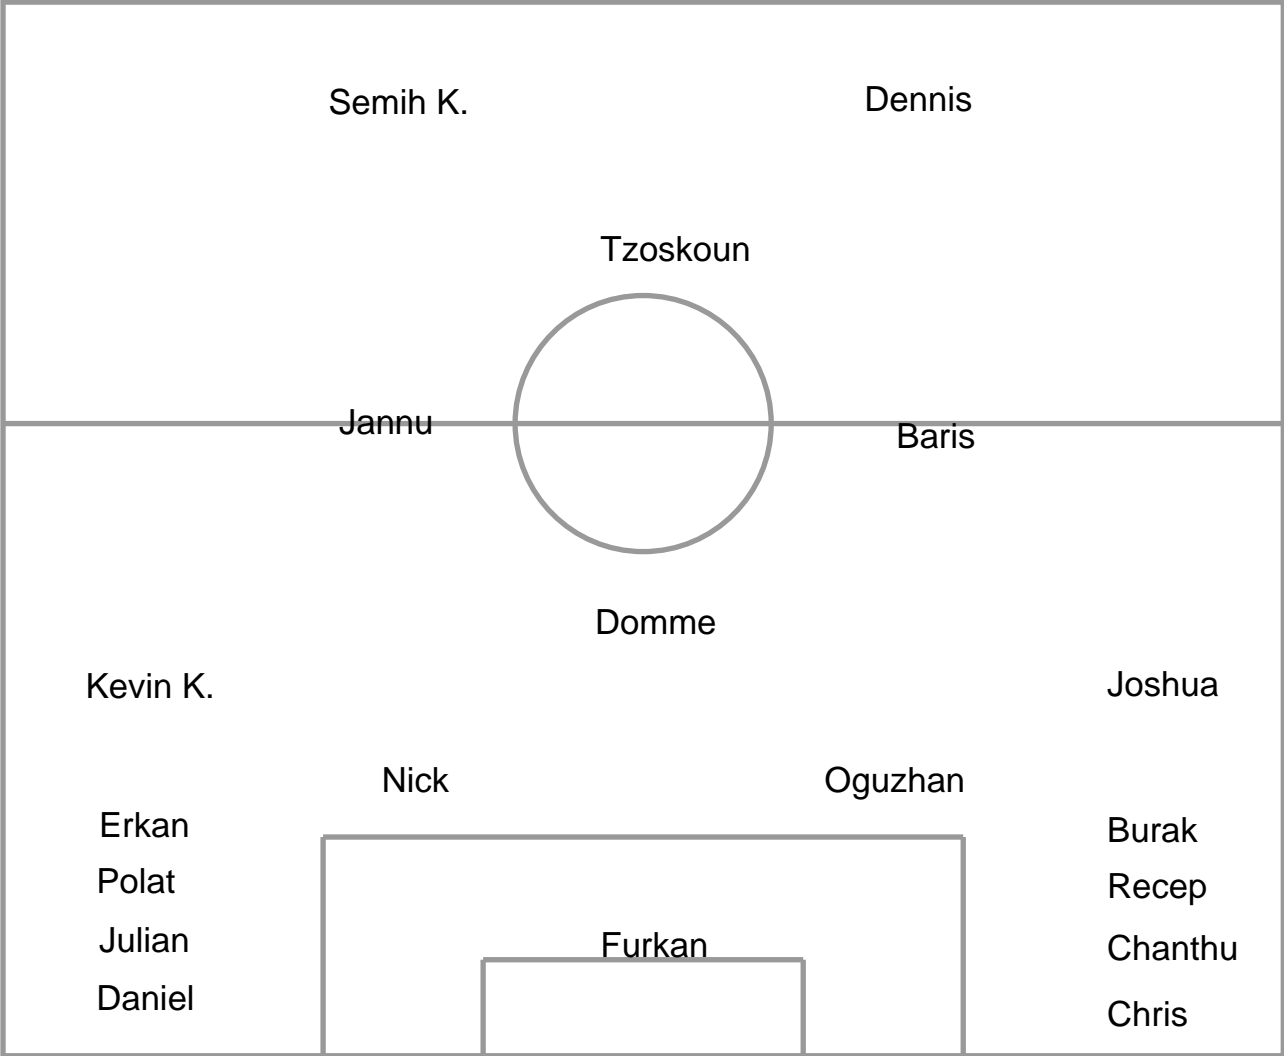 Semih K.
Dennis
Tzoskoun
Jannu
Baris
Domme
Kevin K.
Joshua
Nick
Oguzhan
Erkan
Burak
Polat
Recep
Julian
Furkan
Chanthu
Daniel
Chris